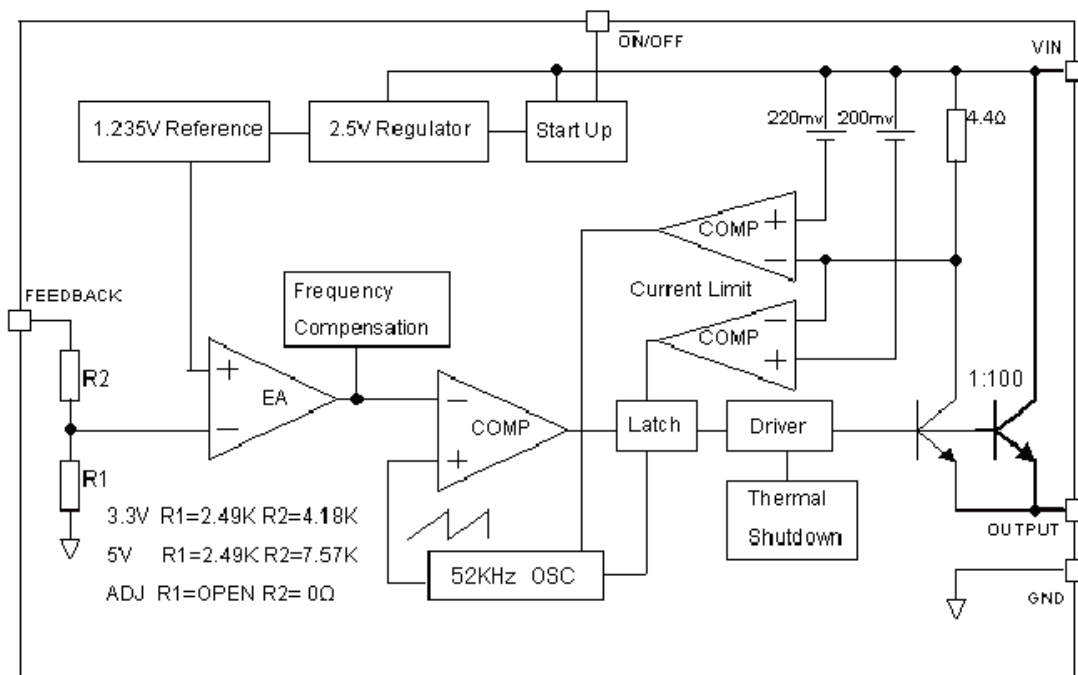 ON/OFF
VIN
1.235V Reference
2.5V Regulator
Start Up
220mv
200mv
4.4Ω
+
COMP
−
FEEDBACK
Frequency
Compensation
Current Limit
−
COMP
+
R2
+
EA
−
1:100
−
COMP
+
Latch
Driver
R1
Thermal
Shutdown
3.3V R1=2.49K R2=4.18K
5V R1=2.49K R2=7.57K
ADJ R1=OPEN R2= 0Ω
52KHz OSC
OUTPUT
GND